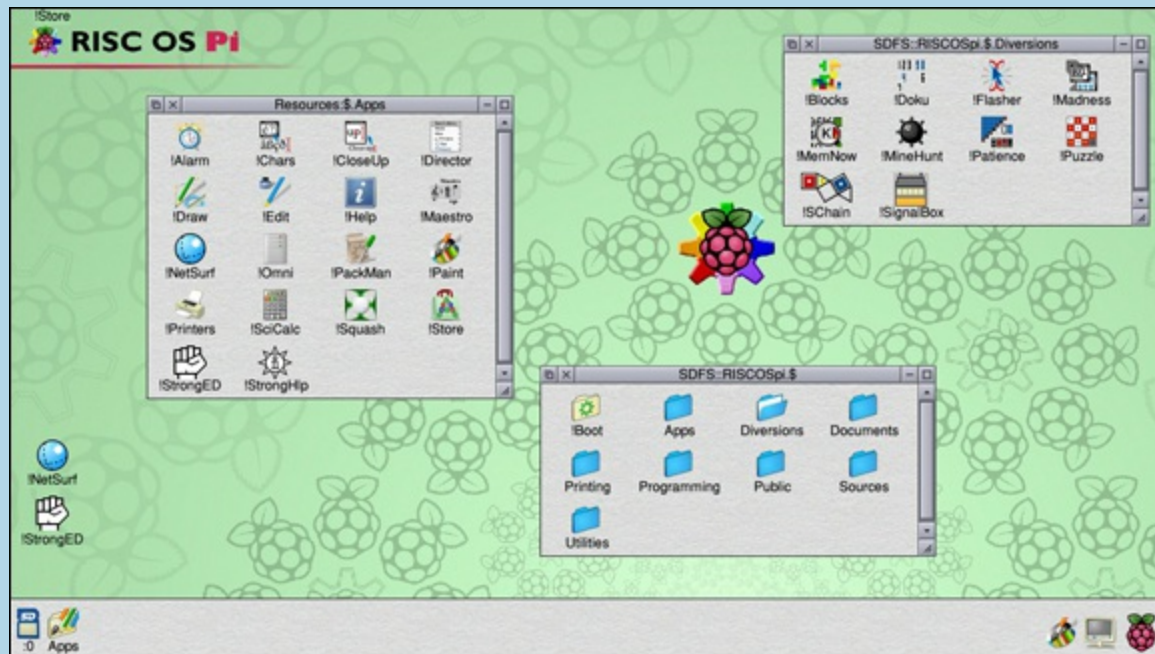 !Store
RISC OS Pi
Resources:$.Apps
!Alarm !Chars !CloseUp !Director
!Draw !Edit !Help !Maestro
!NetSurf !Omni !PackMan !Paint
!Printers !SciCalc !Squash !Store
!StrongED !StrongHlp
SDFS::RISCOSpi.$.Diversions
!Blocks !Doku !Flasher !Madness
!MemNow !MineHunt !Patience !Puzzle
!SChain !SignalBox
SDFS::RISCOSpi.$
!Boot Apps Diversions Documents
Printing Programming Public Sources
Utilities
!NetSurf
!StrongED
:0 Apps